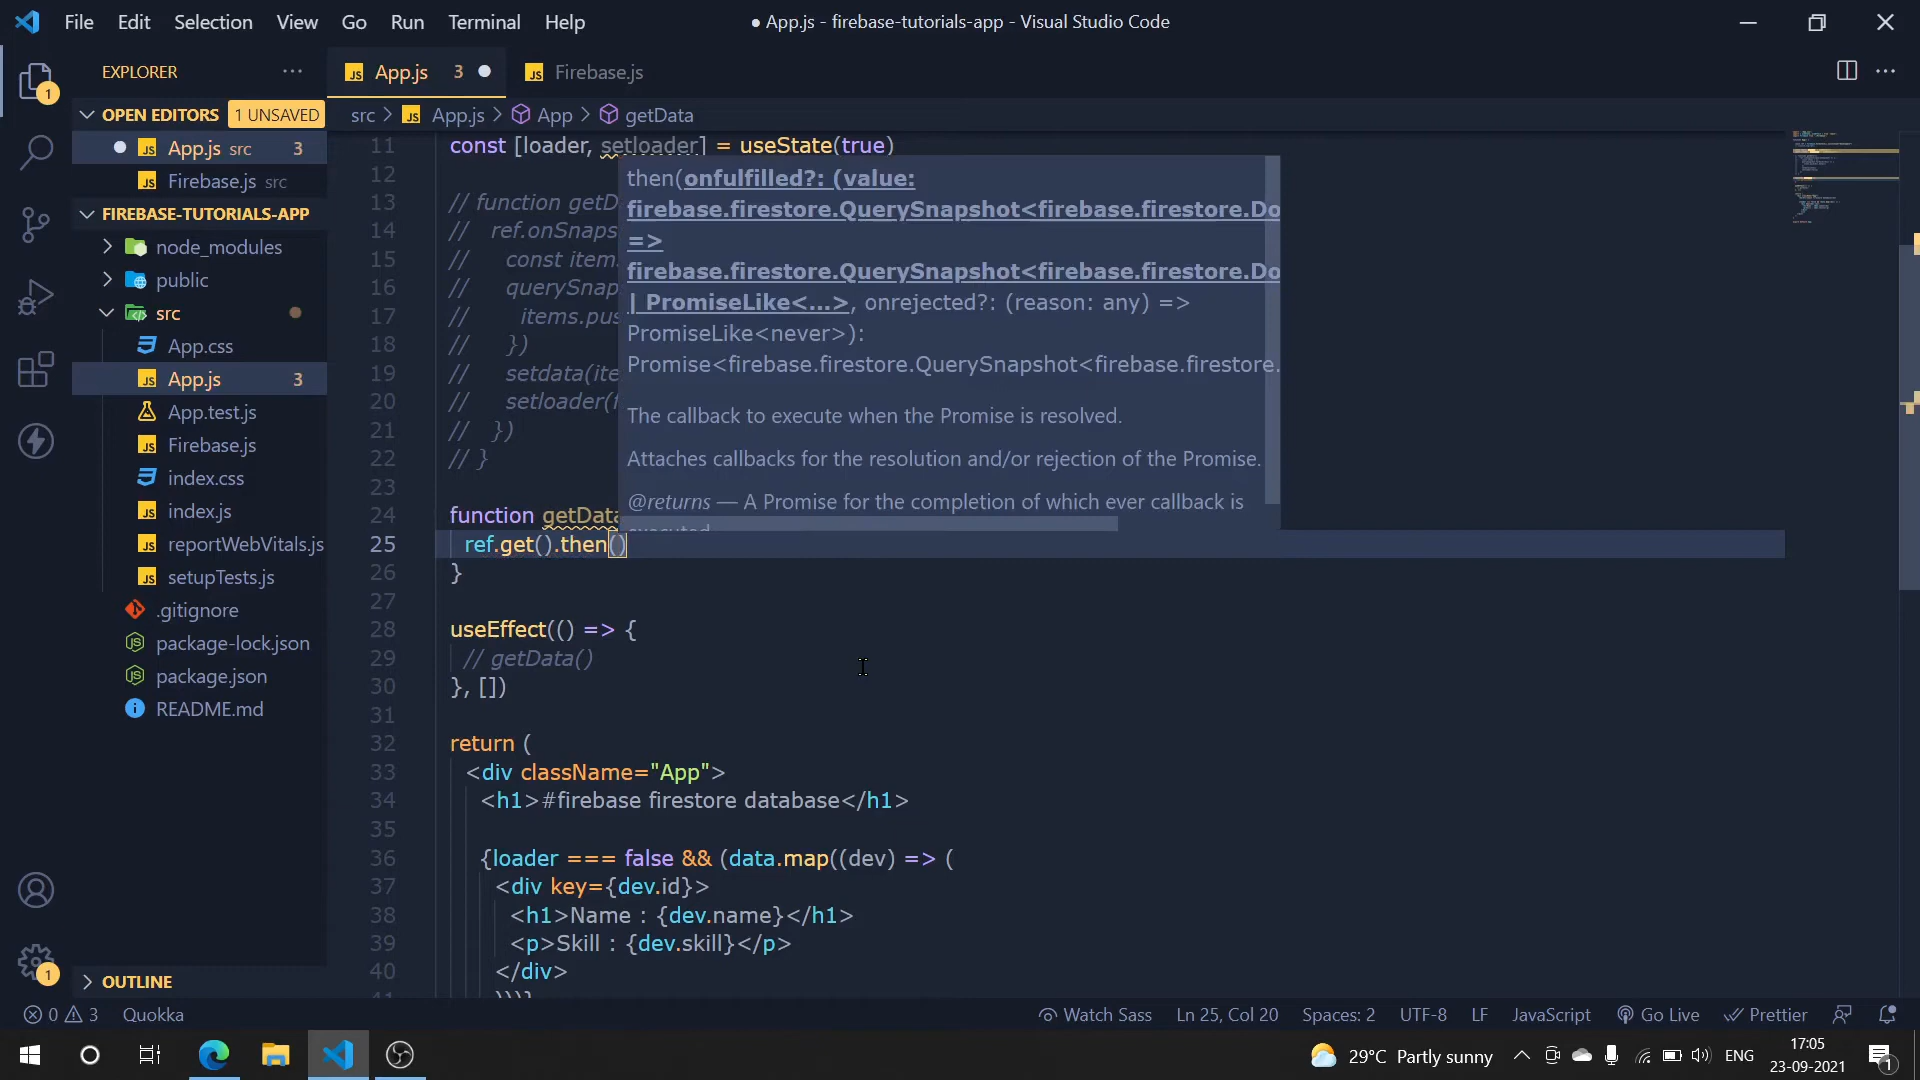 File Edit Selection View Go Run Terminal Help
● App.js - firebase-tutorials-app - Visual Studio Code
EXPLORER
1
OPEN EDITORS 1 UNSAVED
App.js src 3
Firebase.js src
FIREBASE-TUTORIALS-APP
node_modules
public
src
App.css
App.js 3
App.test.js
Firebase.js
index.css
index.js
reportWebVitals.js
setupTests.js
.gitignore
package-lock.json
package.json
README.md
OUTLINE
1
App.js 3
Firebase.js
src > App.js > App > getData
11 const [loader, setloader] = useState(true)
12
13 // function getD
14 // ref.onSnaps
15 // const item
16 // querySnap
17 // items.pus
18 // })
19 // setdata(ite
20 // setloader(f
21 // })
22 // }
23
24 function getData
25 ref.get().then()
26 }
27
28 useEffect(() => {
29 // getData()
30 }, [])
31
32 return (
33 <div className="App">
34 <h1>#firebase firestore database</h1>
35
36 {loader === false && (data.map((dev) => (
37 <div key={dev.id}>
38 <h1>Name : {dev.name}</h1>
39 <p>Skill : {dev.skill}</p>
40 </div>
then(onfulfilled?: (value:
firebase.firestore.QuerySnapshot<firebase.firestore.Do
=>
firebase.firestore.QuerySnapshot<firebase.firestore.Do
| PromiseLike<...>, onrejected?: (reason: any) =>
PromiseLike<never>):
Promise<firebase.firestore.QuerySnapshot<firebase.firestore.
The callback to execute when the Promise is resolved.
Attaches callbacks for the resolution and/or rejection of the Promise.
@returns — A Promise for the completion of which ever callback is
executed
0 3 Quokka
Watch Sass Ln 25, Col 20 Spaces: 2 UTF-8 LF JavaScript Go Live Prettier
29°C Partly sunny ENG
17:05
23-09-2021
1